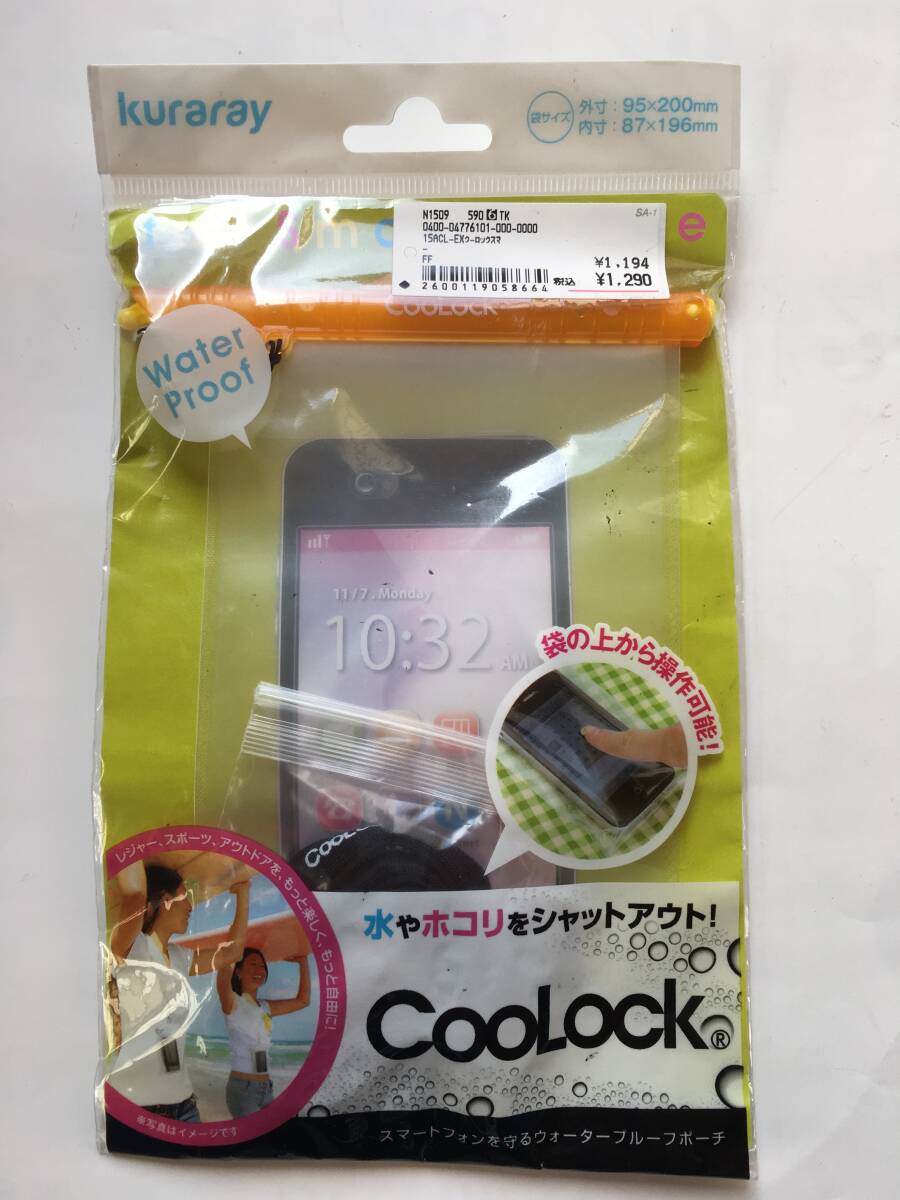 kuraray
袋サイズ
外寸：95×200mm
内寸：87×196mm
N1509 590 6 TK
SA-1
0400-04776101-000-0000
15ACL-EXクーロックスマ
-
FF
¥1,194
税込 ¥1,290
2600119058664
COOLOCK
Water
Proof
11/7. Monday
10:32 AM
袋の上から操作可能!
COOLOCK
レジャー、スポーツ、アウトドアを、もっと楽しく、もっと自由に!
水やホコリをシャットアウト!
CooLock®
※写真はイメージです
スマートフォンを守るウォータープルーフポーチ